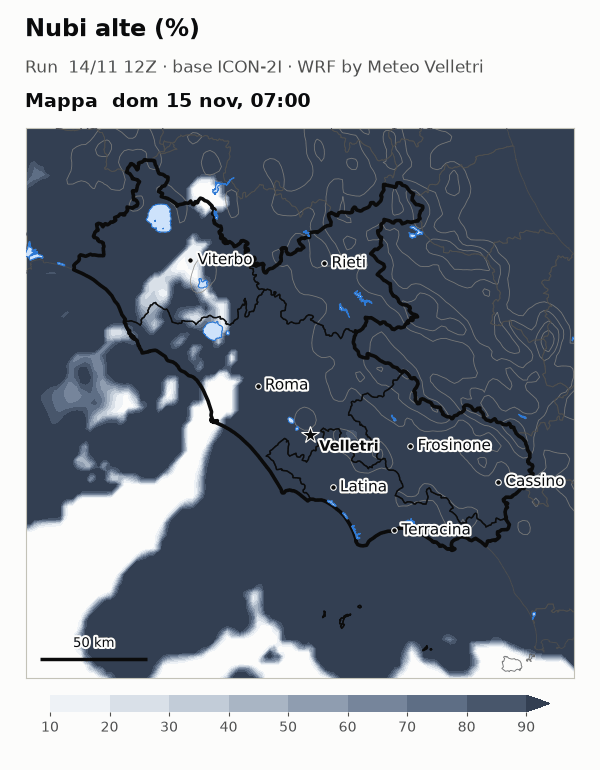 Nubi alte (%)
Run 14/11 12Z · base ICON-2I · WRF by Meteo Velletri
Mappa dom 15 nov, 07:00
Viterbo
Rieti
Roma
Velletri
Frosinone
Cassino
Latina
Terracina
50 km
10 20 30 40 50 60 70 80 90